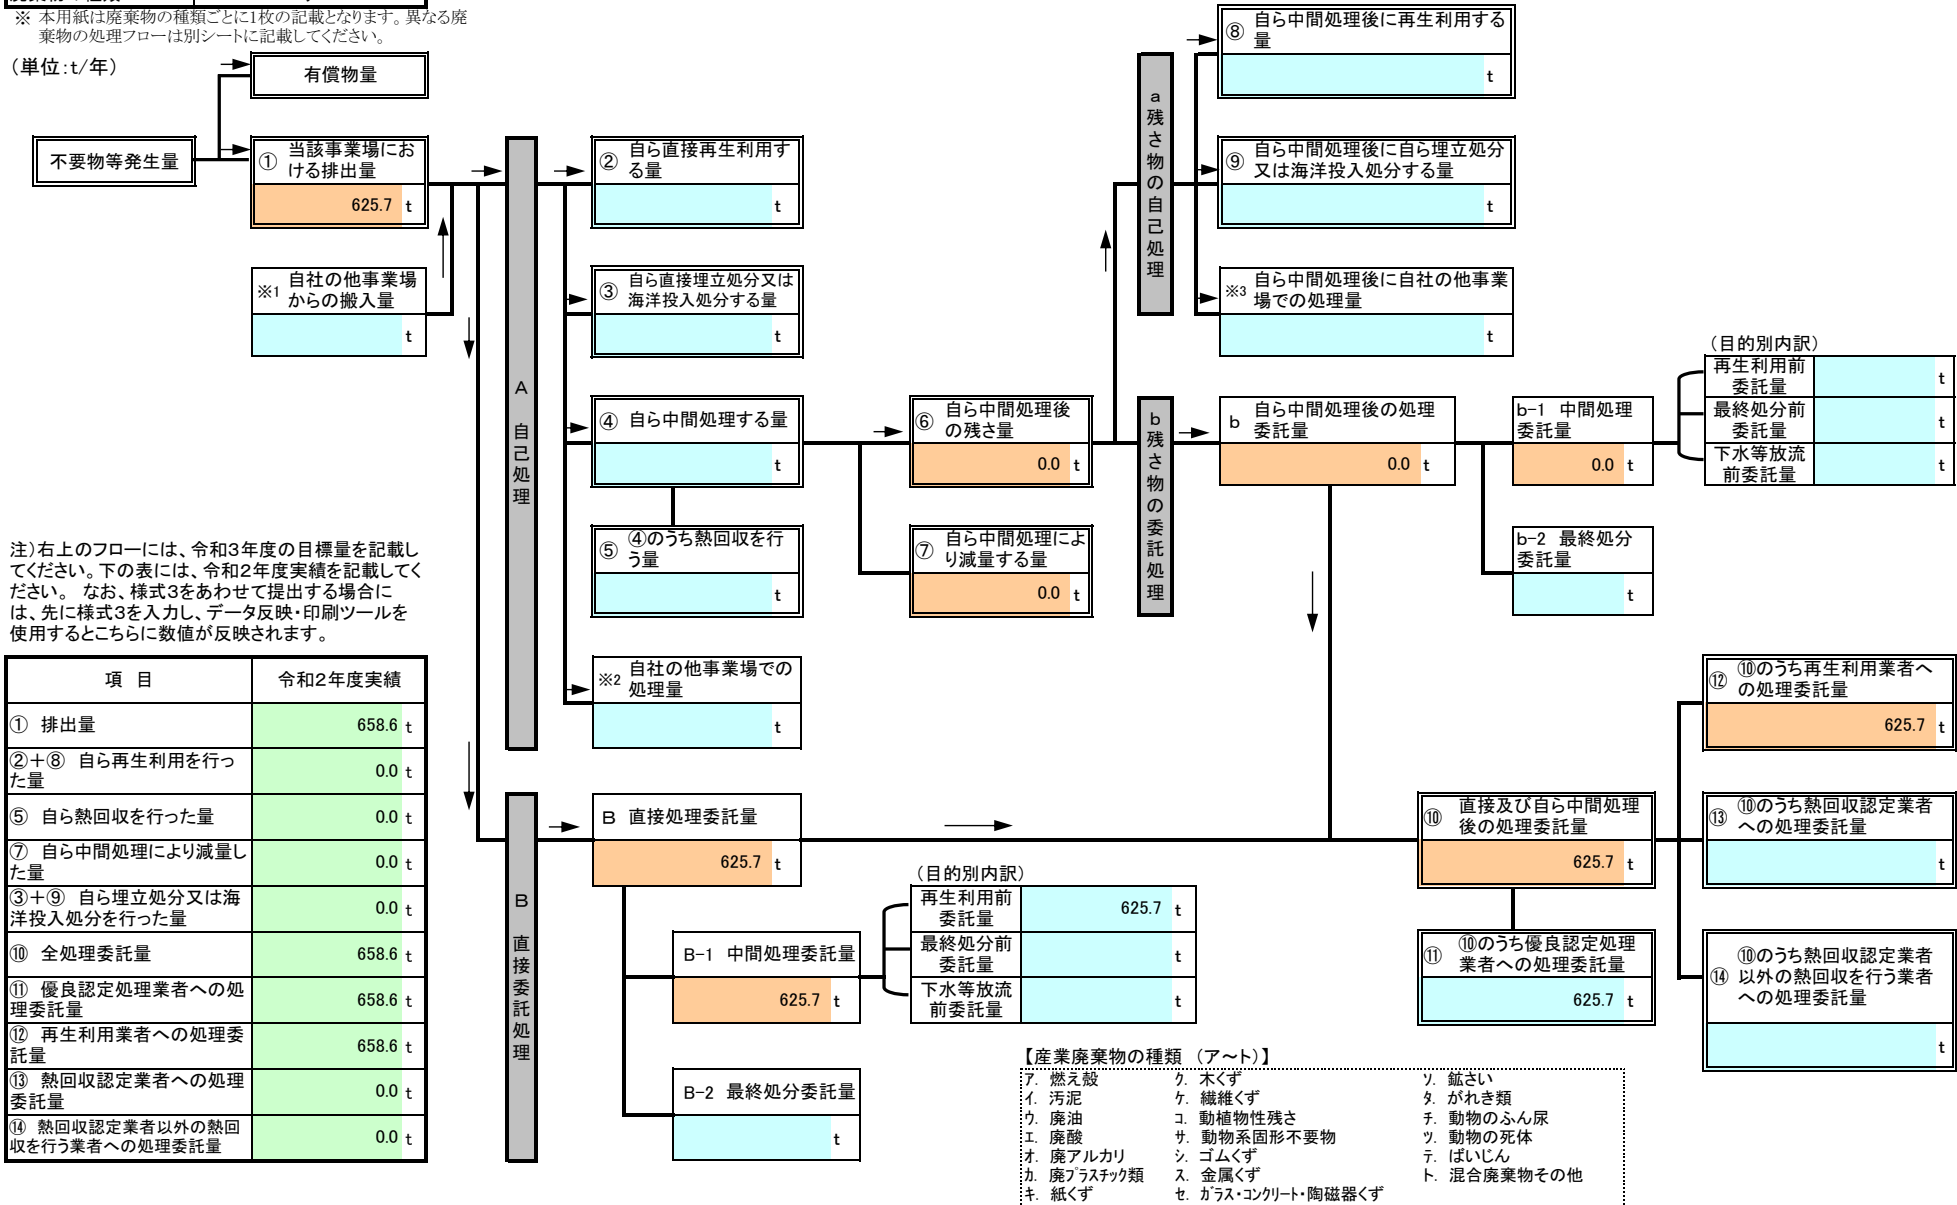 ※ 本用紙は廃棄物の種類ごとに1枚の記載となります。異なる廃
棄物の処理フローは別シートに記載してください。
（単位：t/年）
有償物量
不要物等発生量
① 当該事業場にお
ける排出量
625.7 t
※1 自社の他事業場
からの搬入量
t
A 自己処理
② 自ら直接再生利用す
る量
t
③ 自ら直接埋立処分又は
海洋投入処分する量
t
④ 自ら中間処理する量
t
⑤ ④のうち熱回収を行
う量
t
※2 自社の他事業場での
処理量
t
⑥ 自ら中間処理後
の残さ量
0.0 t
⑦ 自ら中間処理によ
り減量する量
0.0 t
a 残さ物の自己処理
⑧ 自ら中間処理後に再生利用する
量
t
⑨ 自ら中間処理後に自ら埋立処分
又は海洋投入処分する量
t
※3 自ら中間処理後に自社の他事業
場での処理量
t
b 残さ物の委託処理
b 自ら中間処理後の処理
委託量
0.0 t
b-1 中間処理
委託量
0.0 t
（目的別内訳）
再生利用前
委託量
t
最終処分前
委託量
t
下水等放流
前委託量
t
b-2 最終処分
委託量
t
注）右上のフローには、令和3年度の目標量を記載し
てください。下の表には、令和2年度実績を記載してく
ださい。 なお、様式3をあわせて提出する場合に
は、先に様式3を入力し、データ反映・印刷ツールを
使用するとこちらに数値が反映されます。
項 目 令和2年度実績
① 排出量 658.6 t
②＋⑧ 自ら再生利用を行っ
た量 0.0 t
⑤ 自ら熱回収を行った量 0.0 t
⑦ 自ら中間処理により減量し
た量 0.0 t
③＋⑨ 自ら埋立処分又は海
洋投入処分を行った量 0.0 t
⑩ 全処理委託量 658.6 t
⑪ 優良認定処理業者への処
理委託量 658.6 t
⑫ 再生利用業者への処理委
託量 658.6 t
⑬ 熱回収認定業者への処理
委託量 0.0 t
⑭ 熱回収認定業者以外の熱回
収を行う業者への処理委託量 0.0 t
B 直接委託処理
B 直接処理委託量
625.7 t
B-1 中間処理委託量
625.7 t
B-2 最終処分委託量
t
（目的別内訳）
再生利用前
委託量
625.7 t
最終処分前
委託量
t
下水等放流
前委託量
t
⑩ 直接及び自ら中間処理
後の処理委託量
625.7 t
⑪ ⑩のうち優良認定処理
業者への処理委託量
625.7 t
⑫ ⑩のうち再生利用業者へ
の処理委託量
625.7 t
⑬ ⑩のうち熱回収認定業者
への処理委託量
t
⑭ ⑩のうち熱回収認定業者
以外の熱回収を行う業者
への処理委託量
t
【産業廃棄物の種類 （ア～ト）】
ア. 燃え殻
イ. 汚泥
ウ. 廃油
エ. 廃酸
オ. 廃アルカリ
カ. 廃プラスチック類
キ. 紙くず
ク. 木くず
ケ. 繊維くず
コ. 動植物性残さ
サ. 動物系固形不要物
シ. ゴムくず
ス. 金属くず
セ. ガラス・コンクリート・陶磁器くず
ソ. 鉱さい
タ. がれき類
チ. 動物のふん尿
ツ. 動物の死体
テ. ばいじん
ト. 混合廃棄物その他